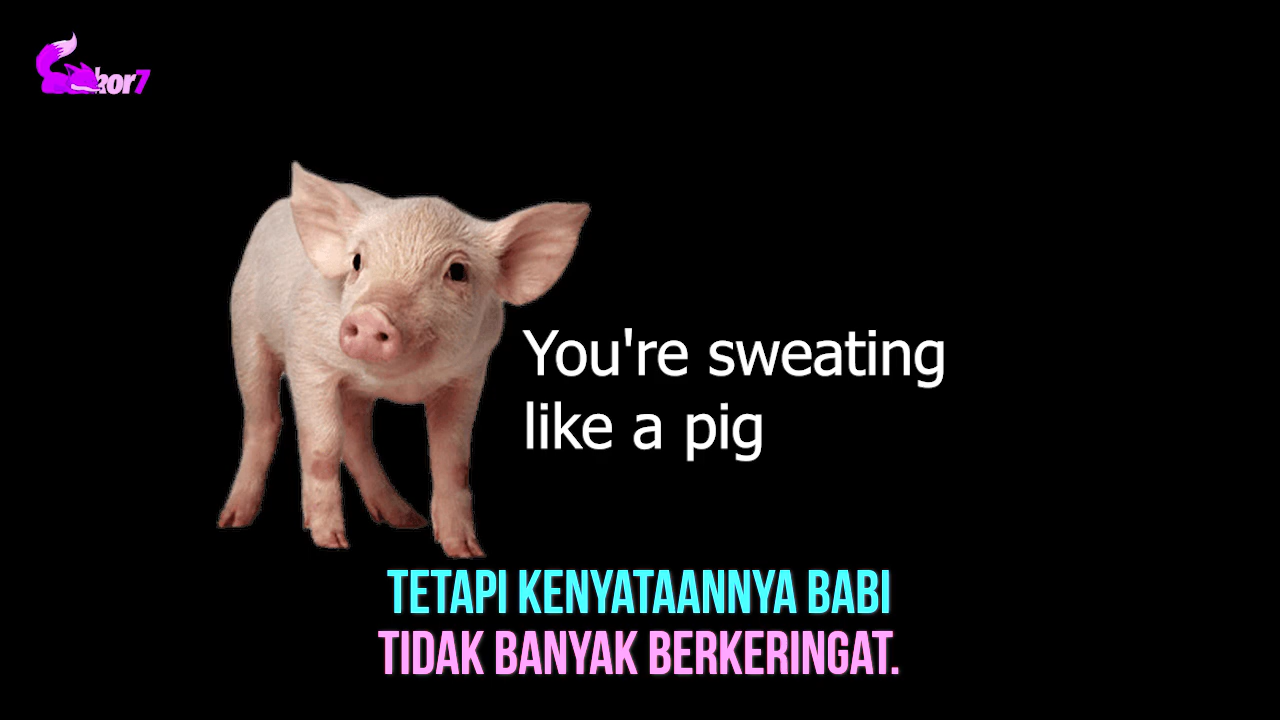 You're sweating
like a pig
TETAPI KENYATAANNYA BABI
TIDAK BANYAK BERKERINGAT.